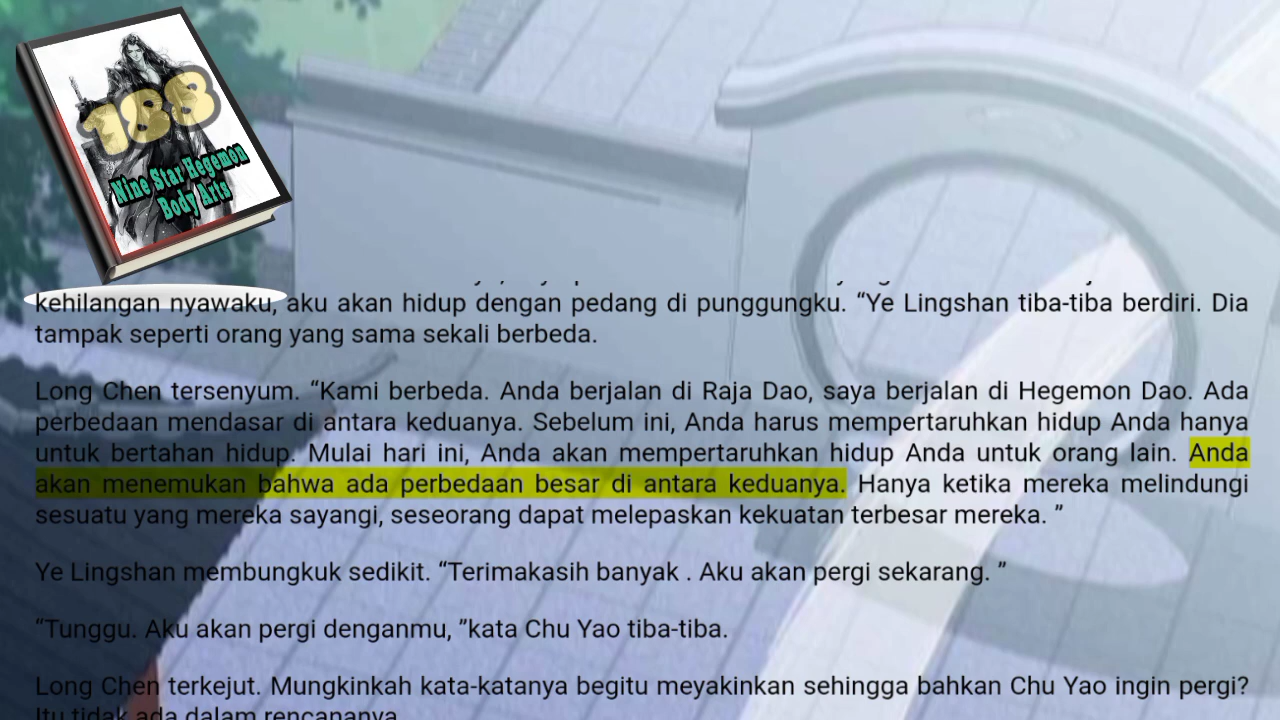 188
Nine Star Hegemon
Body Arts
kehilangan nyawaku, aku akan hidup dengan pedang di punggungku. “Ye Lingshan tiba-tiba berdiri. Dia
tampak seperti orang yang sama sekali berbeda.
Long Chen tersenyum. “Kami berbeda. Anda berjalan di Raja Dao, saya berjalan di Hegemon Dao. Ada
perbedaan mendasar di antara keduanya. Sebelum ini, Anda harus mempertaruhkan hidup Anda hanya
untuk bertahan hidup. Mulai hari ini, Anda akan mempertaruhkan hidup Anda untuk orang lain. Anda
akan menemukan bahwa ada perbedaan besar di antara keduanya. Hanya ketika mereka melindungi
sesuatu yang mereka sayangi, seseorang dapat melepaskan kekuatan terbesar mereka. ”
Ye Lingshan membungkuk sedikit. “Terimakasih banyak . Aku akan pergi sekarang. ”
“Tunggu. Aku akan pergi denganmu, ”kata Chu Yao tiba-tiba.
Long Chen terkejut. Mungkinkah kata-katanya begitu meyakinkan sehingga bahkan Chu Yao ingin pergi?
Itu tidak ada dalam rencananya.